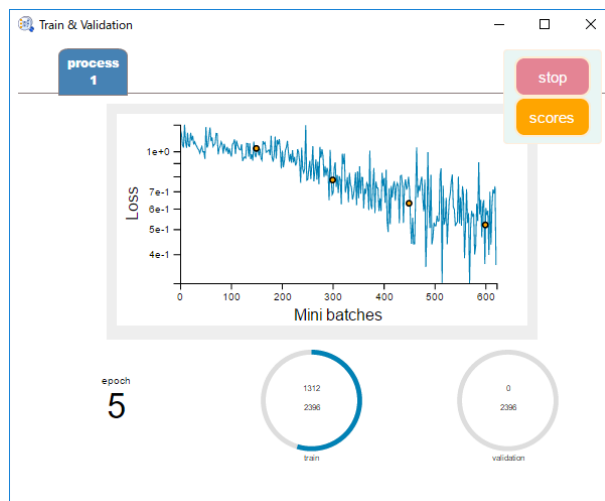 Train & Validation
process
1
stop
scores
Loss
1e+0
7e-1
6e-1
5e-1
4e-1
0 100 200 300 400 500 600
Mini batches
epoch
5
1312
2396
train
0
2396
validation